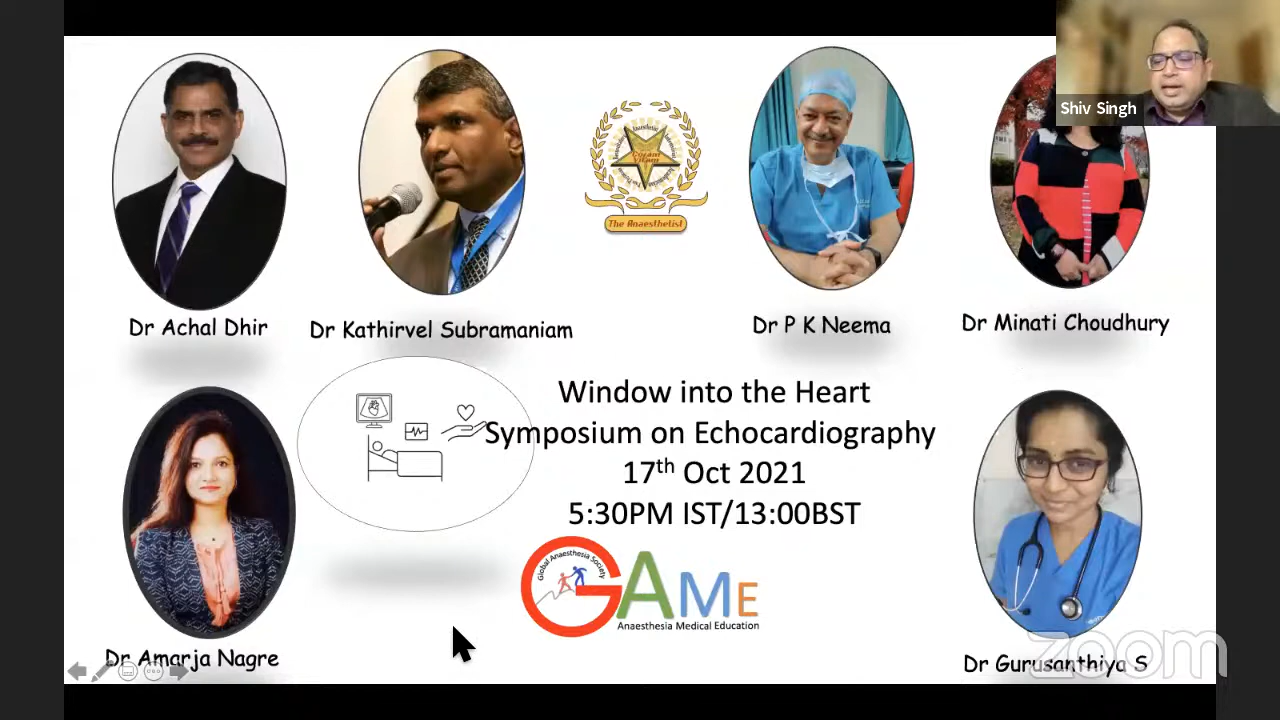 Shiv Singh
Corant
Vitam
The Anaesthetist
Dr Achal Dhir
Dr Kathirvel Subramaniam
Dr P K Neema
Dr Minati Choudhury
Window into the Heart
Symposium on Echocardiography
17th Oct 2021
5:30PM IST/13:00BST
Global Anaesthesia Society
GAME
Anaesthesia Medical Education
Dr Amarja Nagre
Dr Gurusanthiya S
zoom